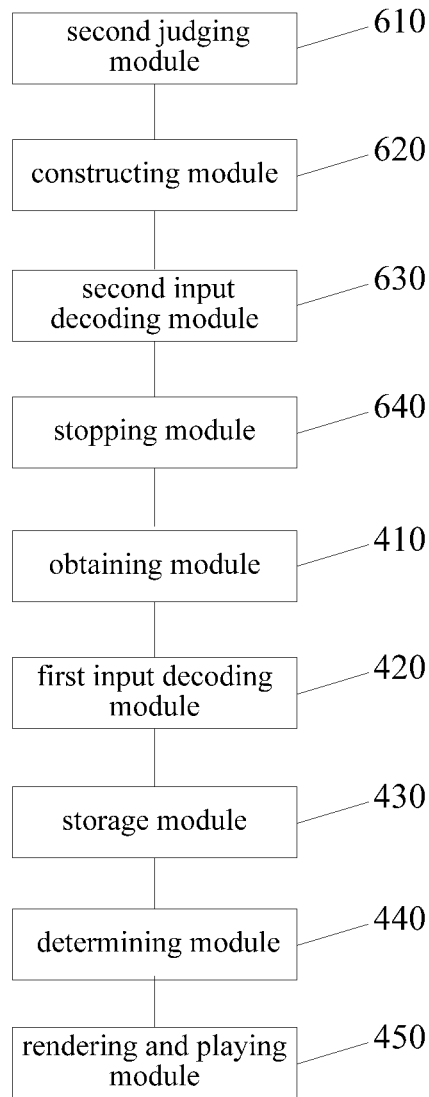 second judging
module
610
constructing module
620
second input
decoding module
630
stopping module
640
obtaining module
410
first input decoding
module
420
storage module
430
determining module
440
rendering and playing
module
450